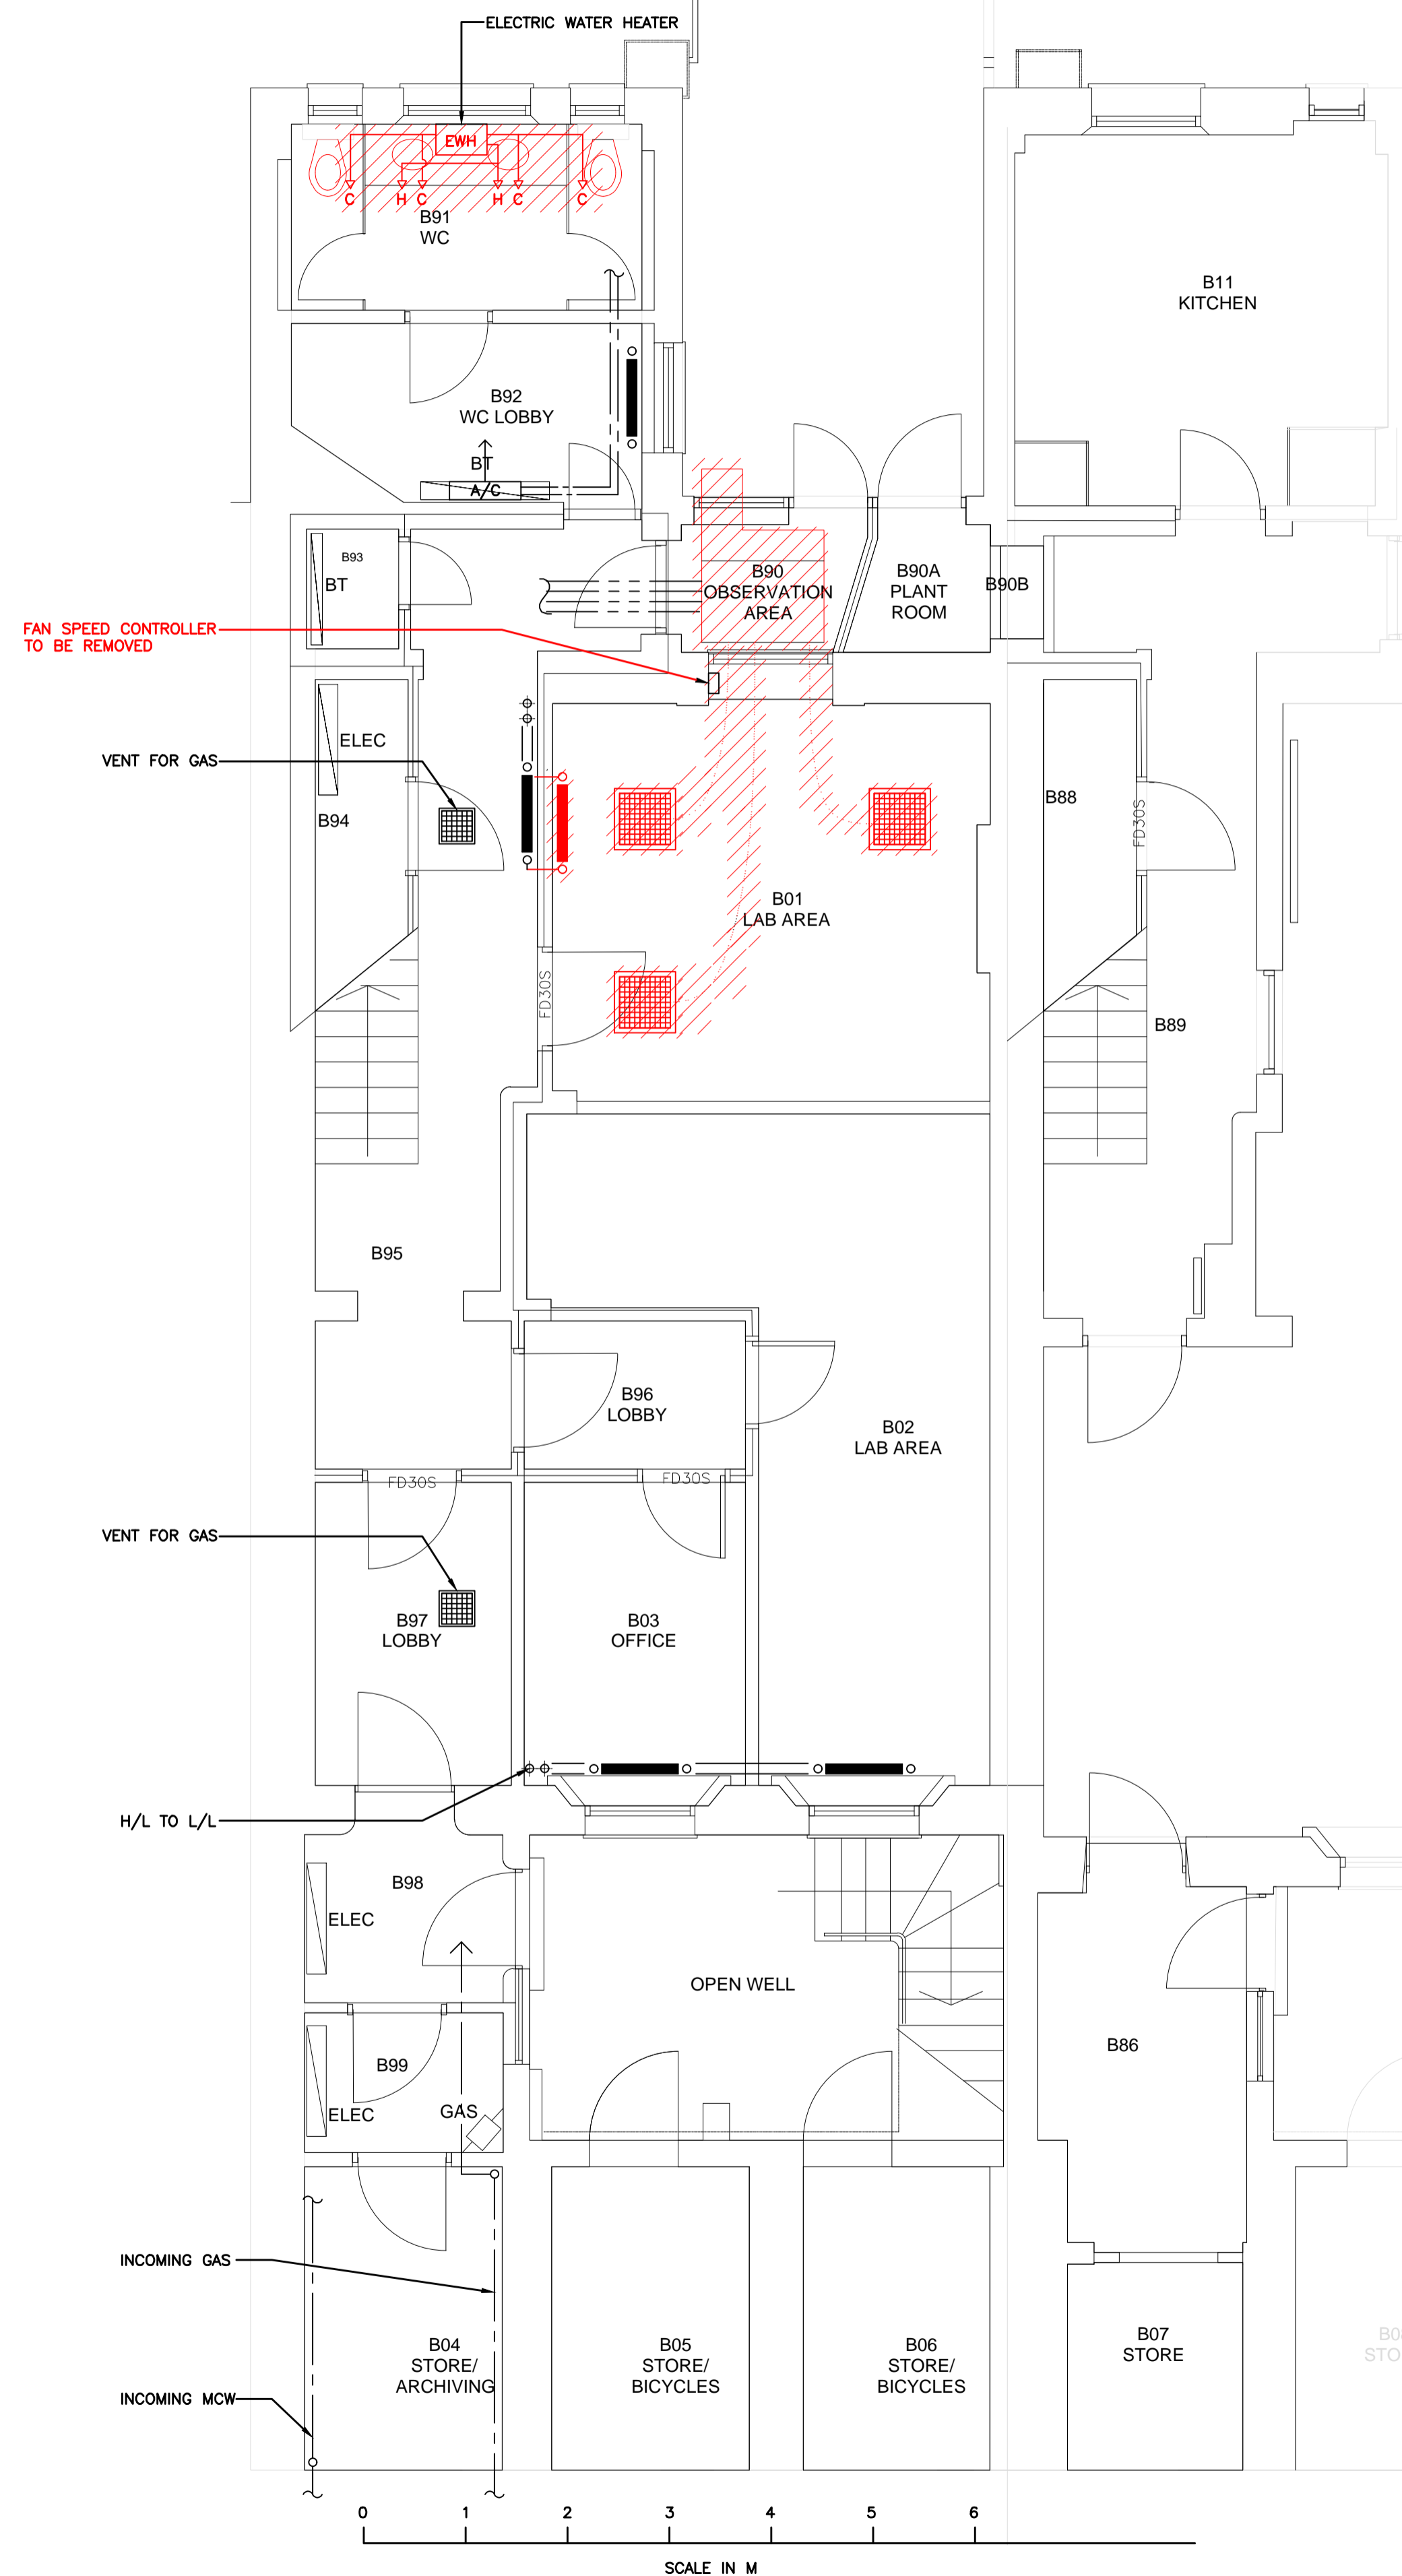 ELECTRIC WATER HEATER
EWH
C
H C
H C
C
B91
WC
B11
KITCHEN
B92
WC LOBBY
BT
A/C
B93
BT
B90
OBSERVATION
AREA
B90A
PLANT
ROOM
B90B
FAN SPEED CONTROLLER
TO BE REMOVED
ELEC
VENT FOR GAS
B94
B88
FD30S
B01
LAB AREA
FD30S
B89
B95
B96
LOBBY
B02
LAB AREA
FD30S
FD30S
VENT FOR GAS
B97
LOBBY
B03
OFFICE
H/L TO L/L
B98
ELEC
OPEN WELL
B99
B86
ELEC
GAS
INCOMING GAS
B04
STORE/
ARCHIVING
B05
STORE/
BICYCLES
B06
STORE/
BICYCLES
B07
STORE
INCOMING MCW
0 1 2 3 4 5 6
SCALE IN M